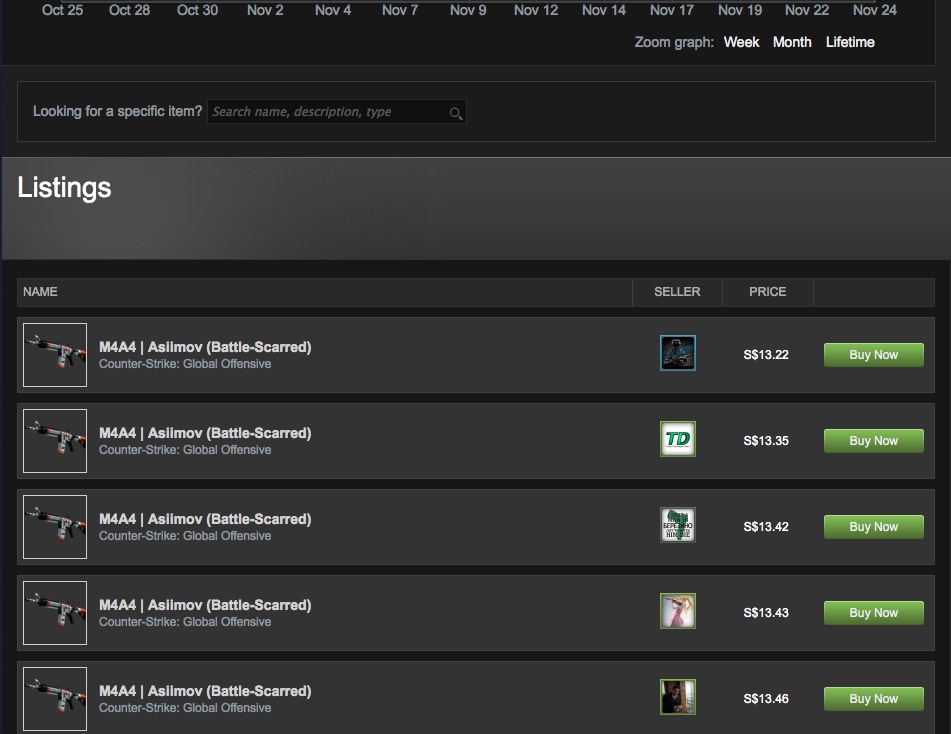 Oct 25 Oct 28 Oct 30 Nov 2 Nov 4 Nov 7 Nov 9 Nov 12 Nov 14 Nov 17 Nov 19 Nov 22 Nov 24
Zoom graph: Week Month Lifetime
Looking for a specific item? Search name, description, type
Listings
NAME SELLER PRICE
M4A4 | Asiimov (Battle-Scarred)
Counter-Strike: Global Offensive
S$13.22 Buy Now
M4A4 | Asiimov (Battle-Scarred)
Counter-Strike: Global Offensive
TD
S$13.35 Buy Now
M4A4 | Asiimov (Battle-Scarred)
Counter-Strike: Global Offensive
БЕРЕЗИНО
S$13.42 Buy Now
M4A4 | Asiimov (Battle-Scarred)
Counter-Strike: Global Offensive
S$13.43 Buy Now
M4A4 | Asiimov (Battle-Scarred)
Counter-Strike: Global Offensive
S$13.46 Buy Now